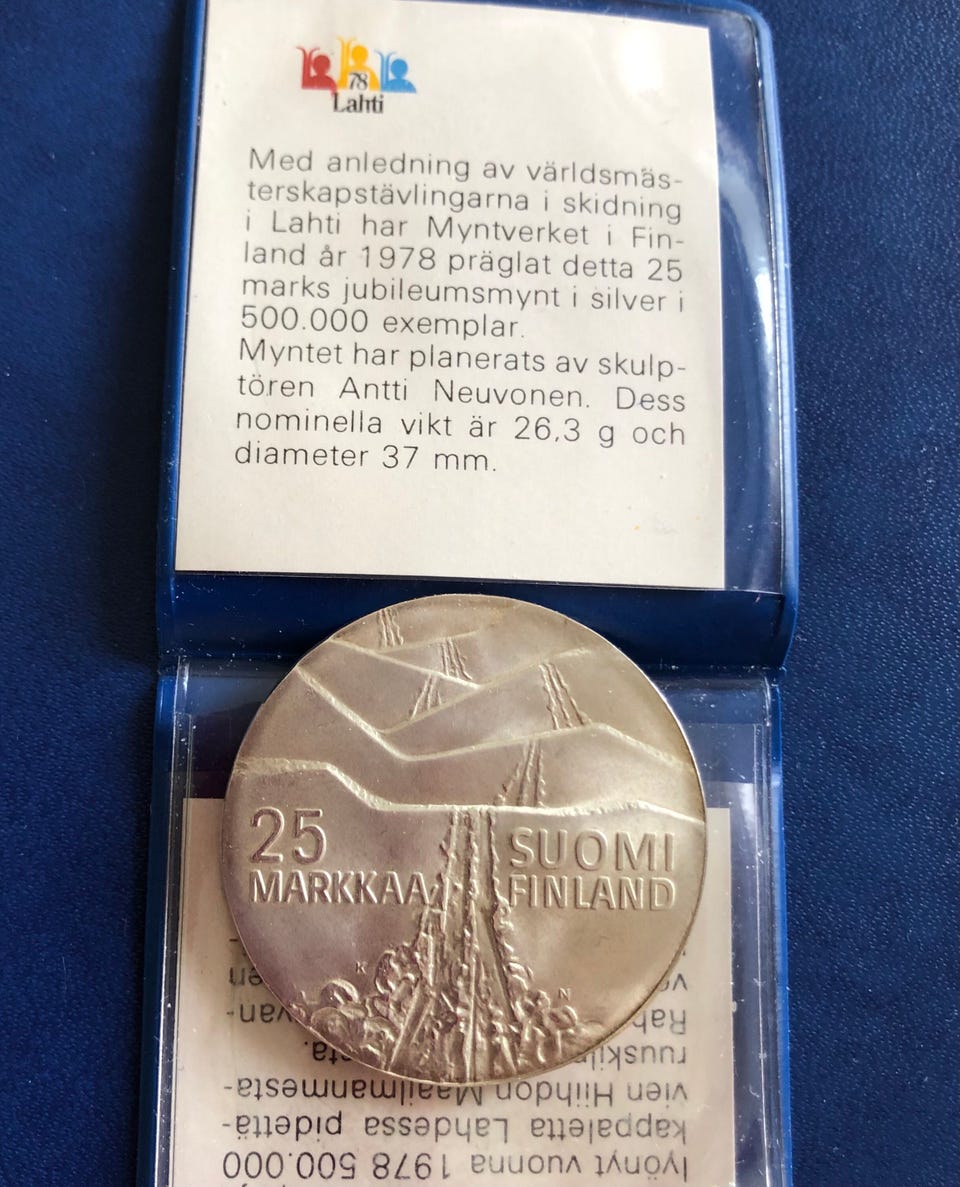 78
Lahti
Med anledning av världsmäs-
terskapstävlingarna i skidning
i Lahti har Myntverket i Fin-
land år 1978 präglat detta 25
marks jubileumsmynt i silver i
500.000 exemplar.
Myntet har planerats av skulp-
tören Antti Neuvonen. Dess
nominella vikt är 26,3 g och
diameter 37 mm.
25
MARKKAA
SUOMI
FINLAND
K
N
lyönyt vuonna 1978 500.000
kappaletta Lahdessa pidettä-
vien Hiihdon Maailmanmesta-